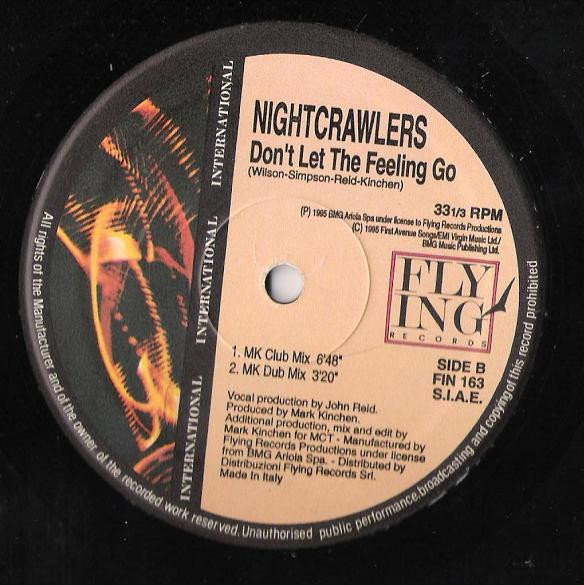 NIGHTCRAWLERS
Don't Let The Feeling Go
(Wilson-Simpson-Reid-Kinchen)
33 1/3 RPM
(P) 1995 BMG Ariola Spa under license to Flying Records Productions
(C) 1995 First Avenue Songs/EMI Virgin Music Ltd./
BMG Music Publishing Ltd.
FLY
ING
RECORDS
SIDE B
FIN 163
S.I.A.E.
1. MK Club Mix 6'48"
2. MK Dub Mix 3'20"
Vocal production by John Reid.
Produced by Mark Kinchen.
Additional production, mix and edit by
Mark Kinchen for MCT - Manufactured by
Flying Records Productions under license
from BMG Ariola Spa. - Distributed by
Distribuzioni Flying Records Srl.
Made In Italy
INTERNATIONAL
INTERNATIONAL
INTERNATIONAL
All rights of the Manufacturer and of the owner of the recorded work reserved. Unauthorised public performance, broadcasting and copying of this record prohibited